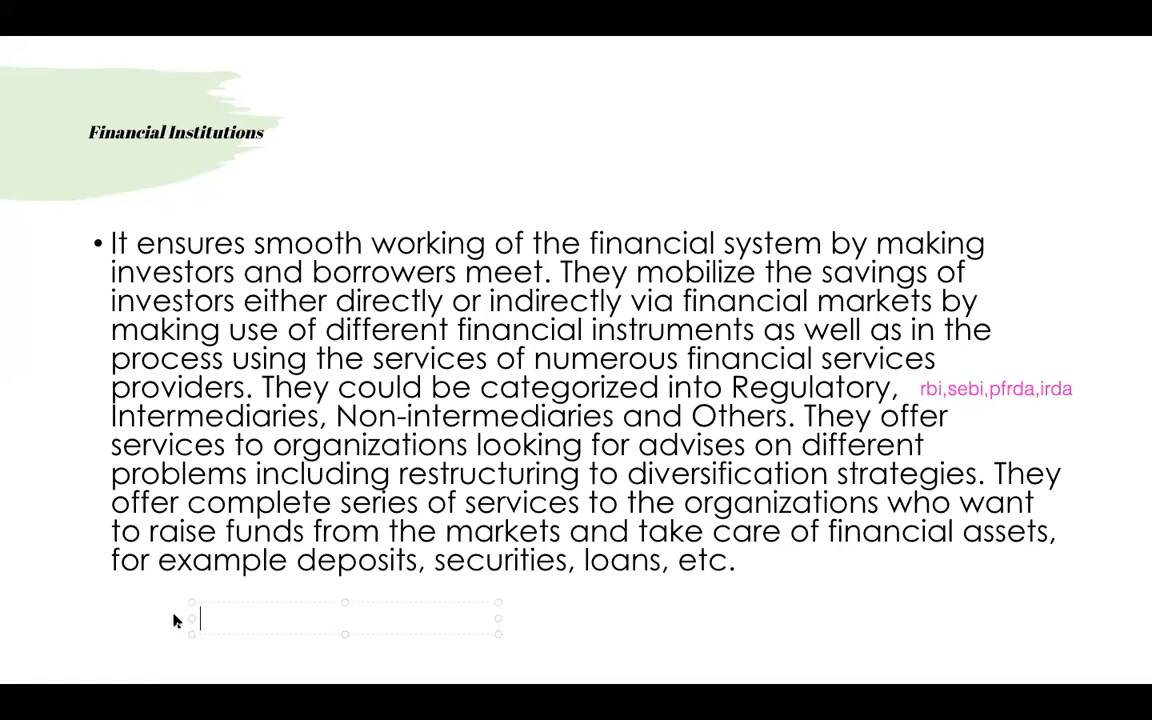 Financial Institutions
• It ensures smooth working of the financial system by making
investors and borrowers meet. They mobilize the savings of
investors either directly or indirectly via financial markets by
making use of different financial instruments as well as in the
process using the services of numerous financial services
providers. They could be categorized into Regulatory, rbi,sebi,pfrda,irda
Intermediaries, Non-intermediaries and Others. They offer
services to organizations looking for advises on different
problems including restructuring to diversification strategies. They
offer complete series of services to the organizations who want
to raise funds from the markets and take care of financial assets,
for example deposits, securities, loans, etc.